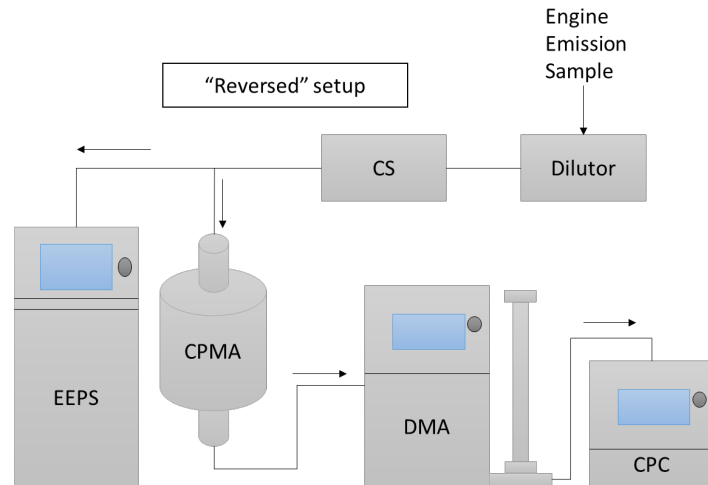 Engine
Emission
Sample
“Reversed” setup
CS
Dilutor
CPMA
EEPS
DMA
CPC